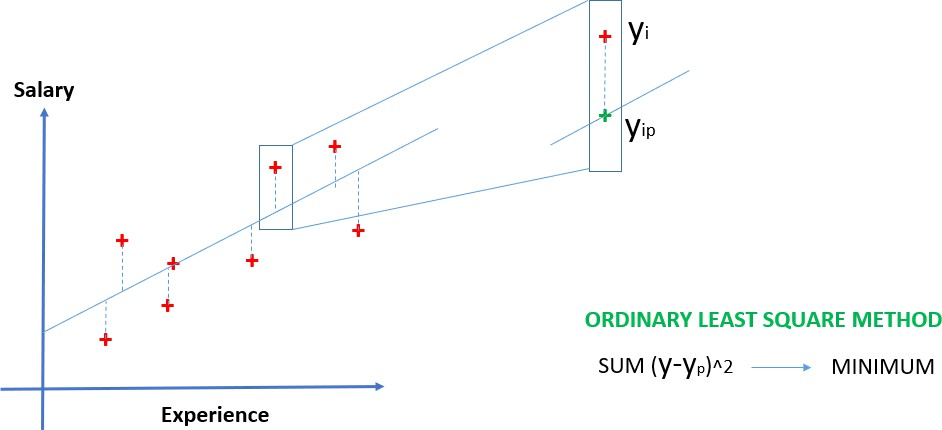 Salary
yi
yip
ORDINARY LEAST SQUARE METHOD
SUM (y-yp)^2 MINIMUM
Experience